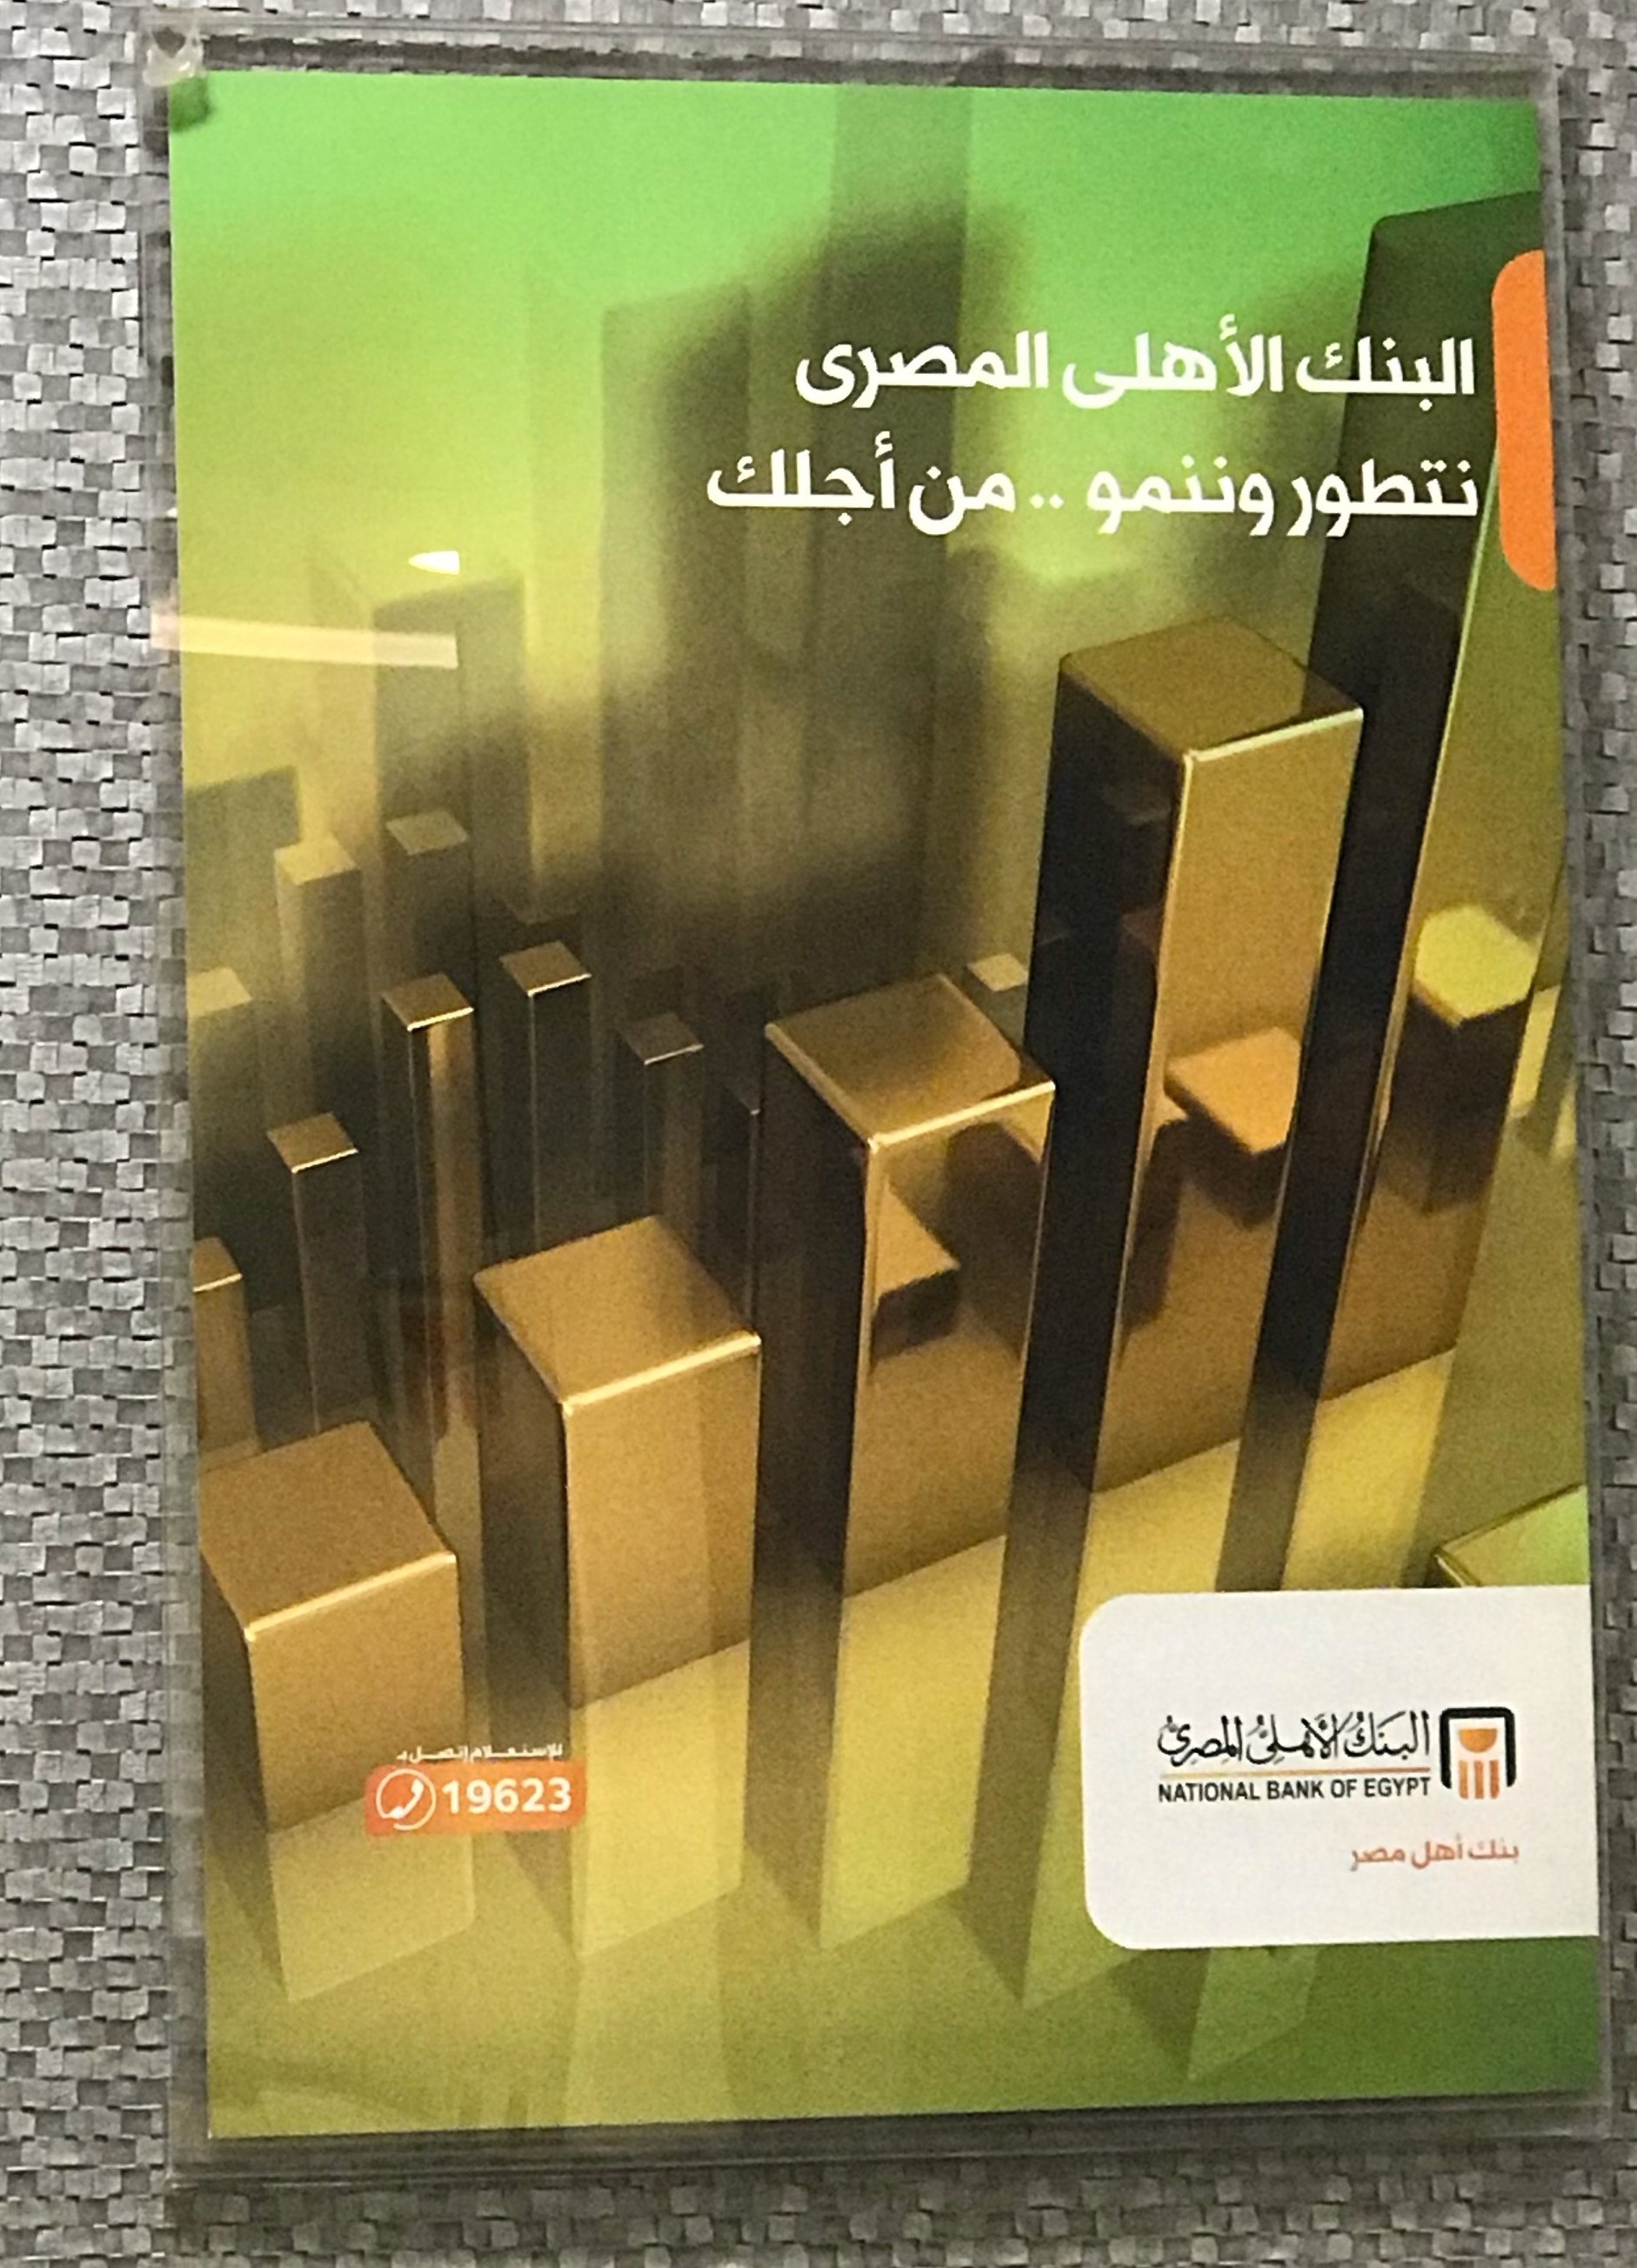 البنك الأهلى المصرى
نتطور وننمو .. من أجلك
للإستعلام إتصل بـ
19623
البنك الأهلي المصري
NATIONAL BANK OF EGYPT
بنك أهل مصر